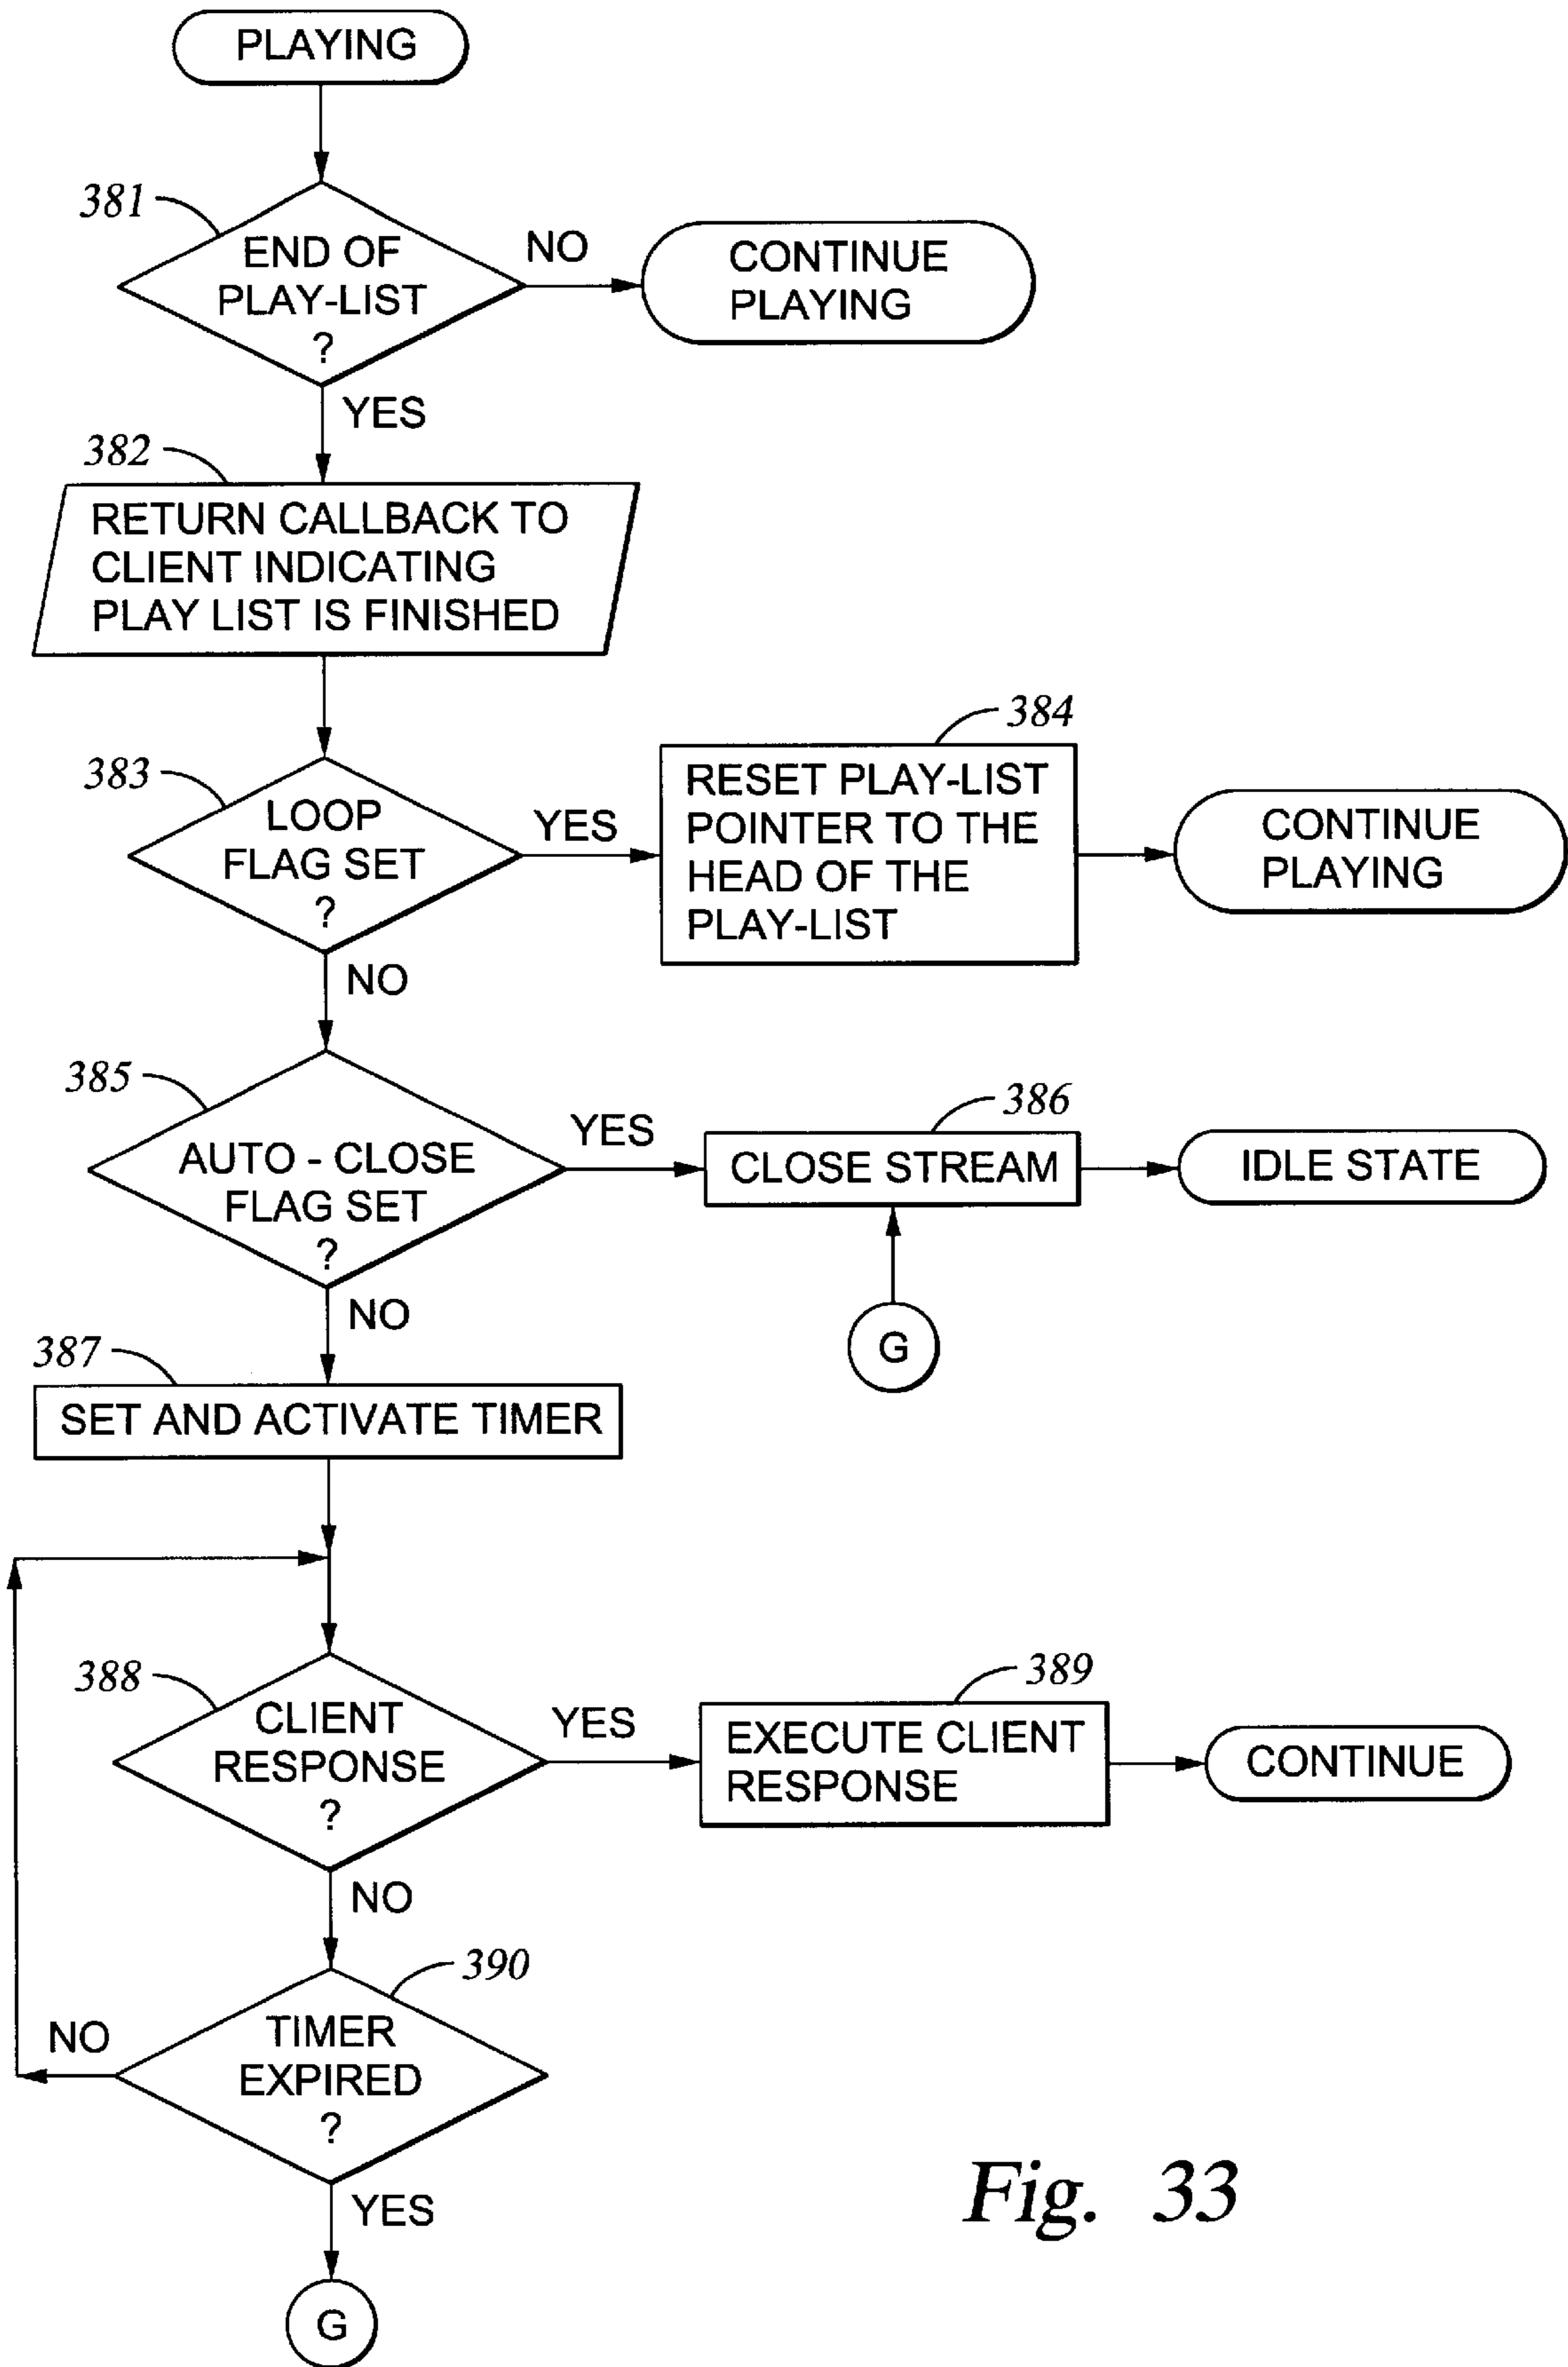 PLAYING
381
END OF
PLAY-LIST
?
NO
CONTINUE
PLAYING
YES
382
RETURN CALLBACK TO
CLIENT INDICATING
PLAY LIST IS FINISHED
383
LOOP
FLAG SET
?
YES
384
RESET PLAY-LIST
POINTER TO THE
HEAD OF THE
PLAY-LIST
CONTINUE
PLAYING
NO
385
AUTO - CLOSE
FLAG SET
?
YES
386
CLOSE STREAM
IDLE STATE
G
NO
387
SET AND ACTIVATE TIMER
388
CLIENT
RESPONSE
?
YES
389
EXECUTE CLIENT
RESPONSE
CONTINUE
NO
390
TIMER
EXPIRED
?
NO
YES
G
Fig. 33